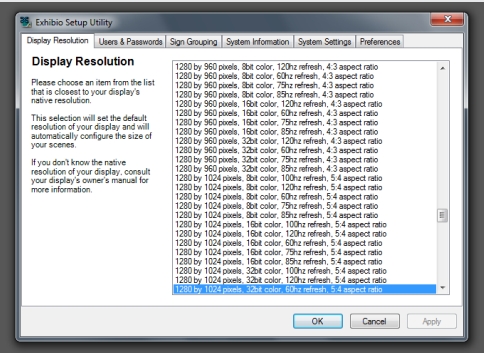 Exhibio Setup Utility
Display Resolution Users & Passwords Sign Grouping System Information System Settings Preferences
Display Resolution
Please choose an item from the list
that is closest to your display's
native resolution.
This selection will set the default
resolution of your display and will
automatically configure the size of
your scenes.
If you don't know the native
resolution of your display, consult
your display's owner's manual for
more information.
1280 by 960 pixels, 8bit color, 120hz refresh, 4:3 aspect ratio
1280 by 960 pixels, 8bit color, 60hz refresh, 4:3 aspect ratio
1280 by 960 pixels, 8bit color, 75hz refresh, 4:3 aspect ratio
1280 by 960 pixels, 8bit color, 85hz refresh, 4:3 aspect ratio
1280 by 960 pixels, 16bit color, 120hz refresh, 4:3 aspect ratio
1280 by 960 pixels, 16bit color, 60hz refresh, 4:3 aspect ratio
1280 by 960 pixels, 16bit color, 75hz refresh, 4:3 aspect ratio
1280 by 960 pixels, 16bit color, 85hz refresh, 4:3 aspect ratio
1280 by 960 pixels, 32bit color, 120hz refresh, 4:3 aspect ratio
1280 by 960 pixels, 32bit color, 60hz refresh, 4:3 aspect ratio
1280 by 960 pixels, 32bit color, 75hz refresh, 4:3 aspect ratio
1280 by 960 pixels, 32bit color, 85hz refresh, 4:3 aspect ratio
1280 by 1024 pixels, 8bit color, 100hz refresh, 5:4 aspect ratio
1280 by 1024 pixels, 8bit color, 120hz refresh, 5:4 aspect ratio
1280 by 1024 pixels, 8bit color, 60hz refresh, 5:4 aspect ratio
1280 by 1024 pixels, 8bit color, 75hz refresh, 5:4 aspect ratio
1280 by 1024 pixels, 8bit color, 85hz refresh, 5:4 aspect ratio
1280 by 1024 pixels, 16bit color, 100hz refresh, 5:4 aspect ratio
1280 by 1024 pixels, 16bit color, 120hz refresh, 5:4 aspect ratio
1280 by 1024 pixels, 16bit color, 60hz refresh, 5:4 aspect ratio
1280 by 1024 pixels, 16bit color, 75hz refresh, 5:4 aspect ratio
1280 by 1024 pixels, 16bit color, 85hz refresh, 5:4 aspect ratio
1280 by 1024 pixels, 32bit color, 100hz refresh, 5:4 aspect ratio
1280 by 1024 pixels, 32bit color, 120hz refresh, 5:4 aspect ratio
1280 by 1024 pixels, 32bit color, 60hz refresh, 5:4 aspect ratio
OK Cancel Apply